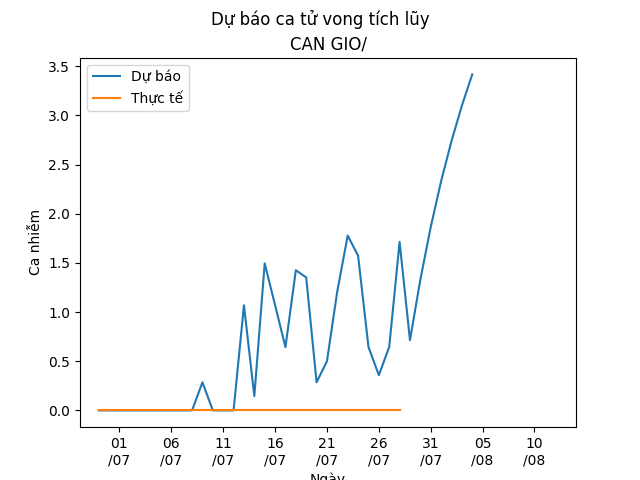 Dự báo ca tử vong tích lũy
CAN GIO/
Dự báo
Thực tế
Ca nhiễm
3.5
3.0
2.5
2.0
1.5
1.0
0.5
0.0
01 06 11 16 21 26 31 05 10
/07 /07 /07 /07 /07 /07 /07 /08 /08
Ngày